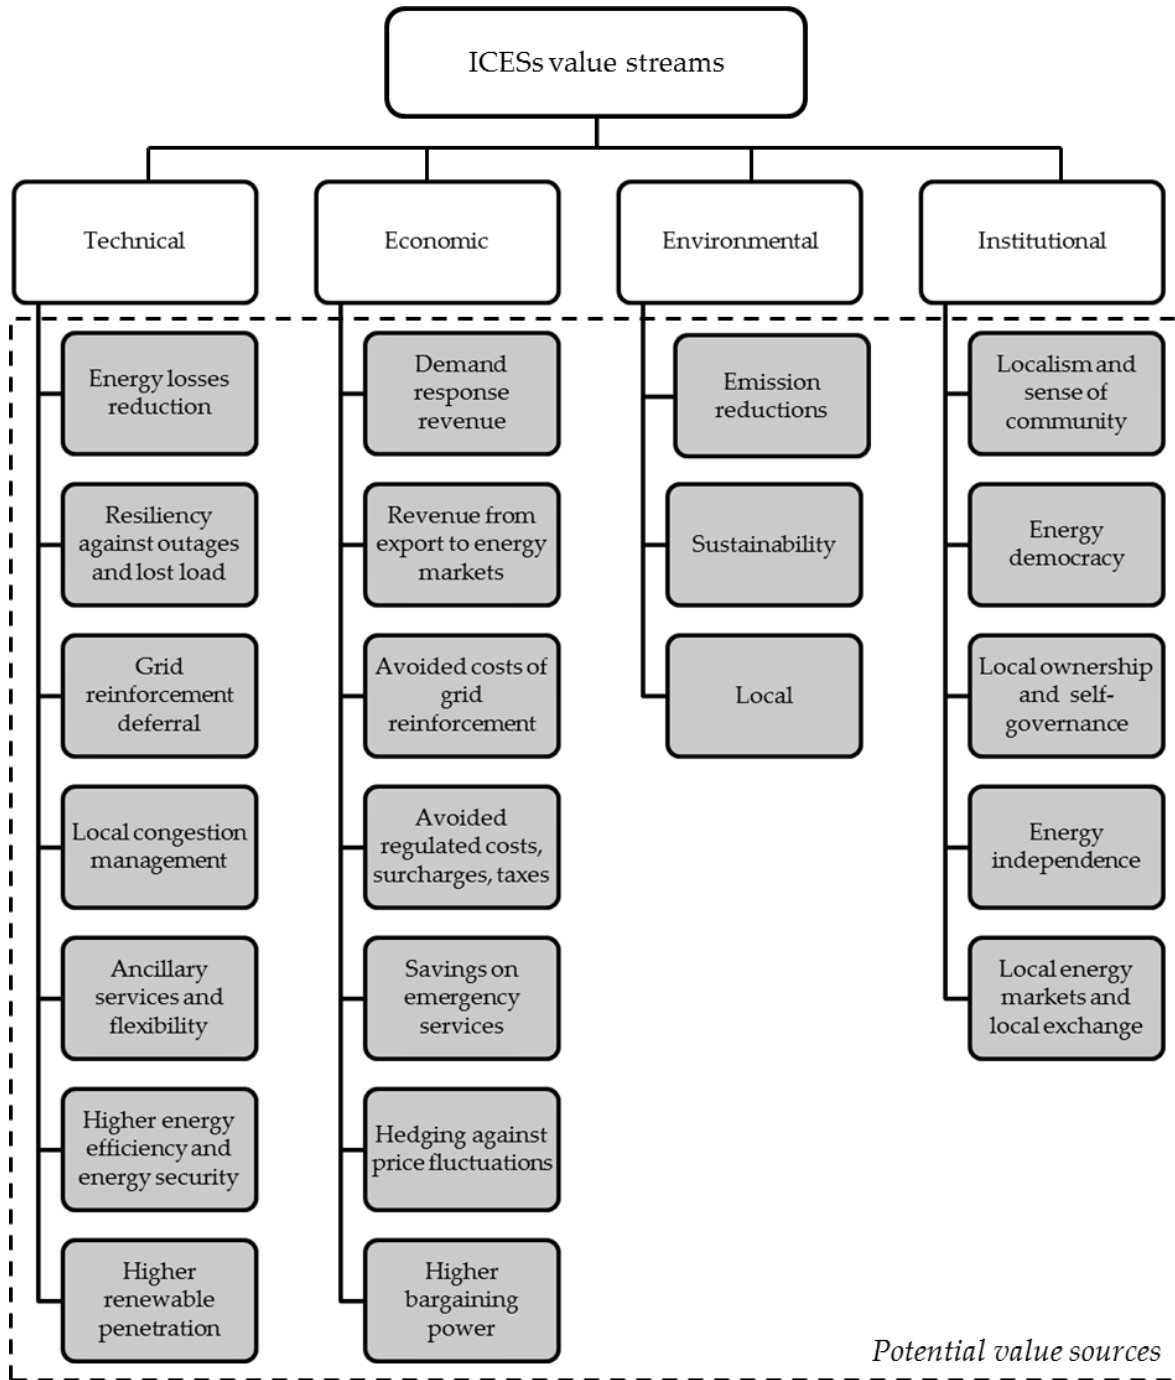 ICESs value streams
Technical
Economic
Environmental
Institutional
Energy losses
reduction
Resiliency
against outages
and lost load
Grid
reinforcement
deferral
Local congestion
management
Ancillary
services and
flexibility
Higher energy
efficiency and
energy security
Higher
renewable
penetration
Demand
response
revenue
Revenue from
export to energy
markets
Avoided costs of
grid
reinforcement
Avoided
regulated costs,
surcharges, taxes
Savings on
emergency
services
Hedging against
price fluctuations
Higher
bargaining
power
Emission
reductions
Sustainability
Local
Localism and
sense of
community
Energy
democracy
Local ownership
and self-
governance
Energy
independence
Local energy
markets and
local exchange
Potential value sources